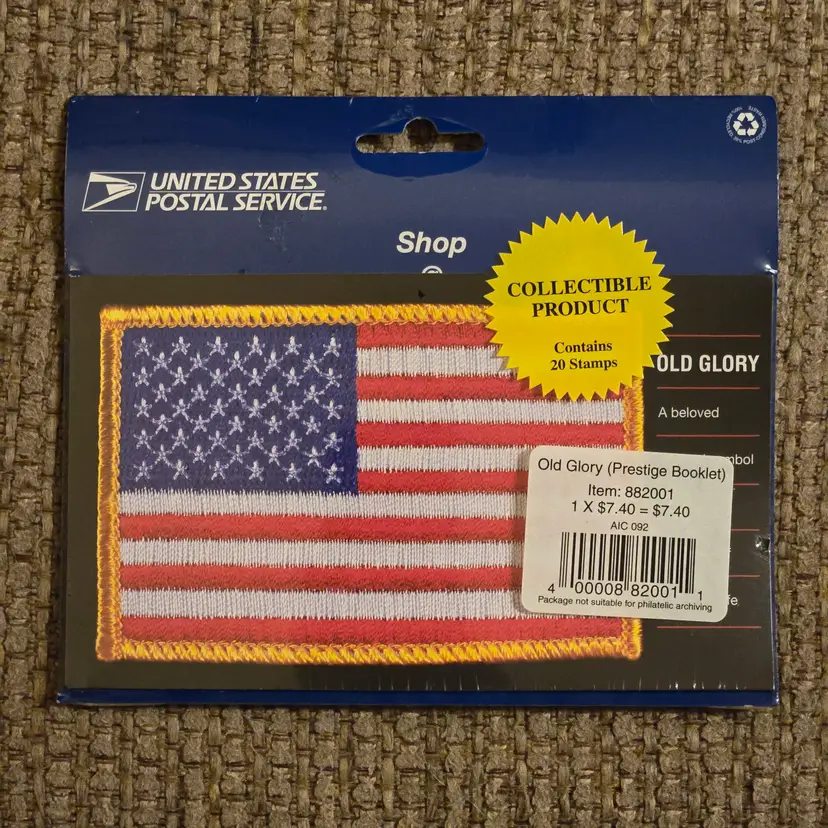 UNITED STATES
POSTAL SERVICE®
Shop
@
COLLECTIBLE
PRODUCT
Contains
20 Stamps
OLD GLORY
A beloved
Old Glory (Prestige Booklet)
Item: 882001
1 X $7.40 = $7.40
AIC 092
4 00008 82001 1
Package not suitable for philatelic archiving